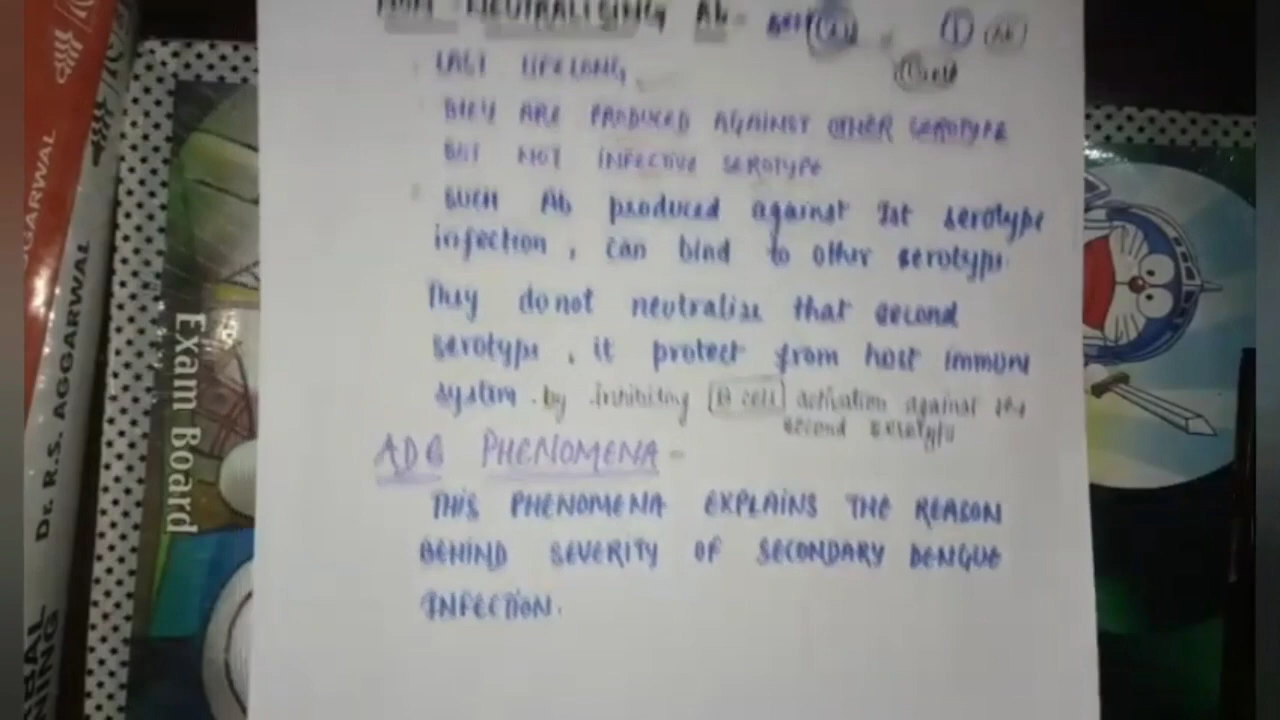 NON NEUTRALISING Ab-
LAST LIFELONG
THEY ARE PRODUCED AGAINST OTHER SEROTYPE
BUT NOT INFECTIVE SEROTYPE
SUCH Ab produced against 1st serotype
infection, can bind to other serotype.
They do not neutralize that second
serotype, it protect from host immune
system by inhibiting B cell activation against
second serotype
ADE PHENOMENA-
THIS PHENOMENA EXPLAINS THE REASON
BEHIND SEVERITY OF SECONDARY DENGUE
INFECTION.
Exam Board
Dr. R.S. AGGARWAL
GGARWAL
NING